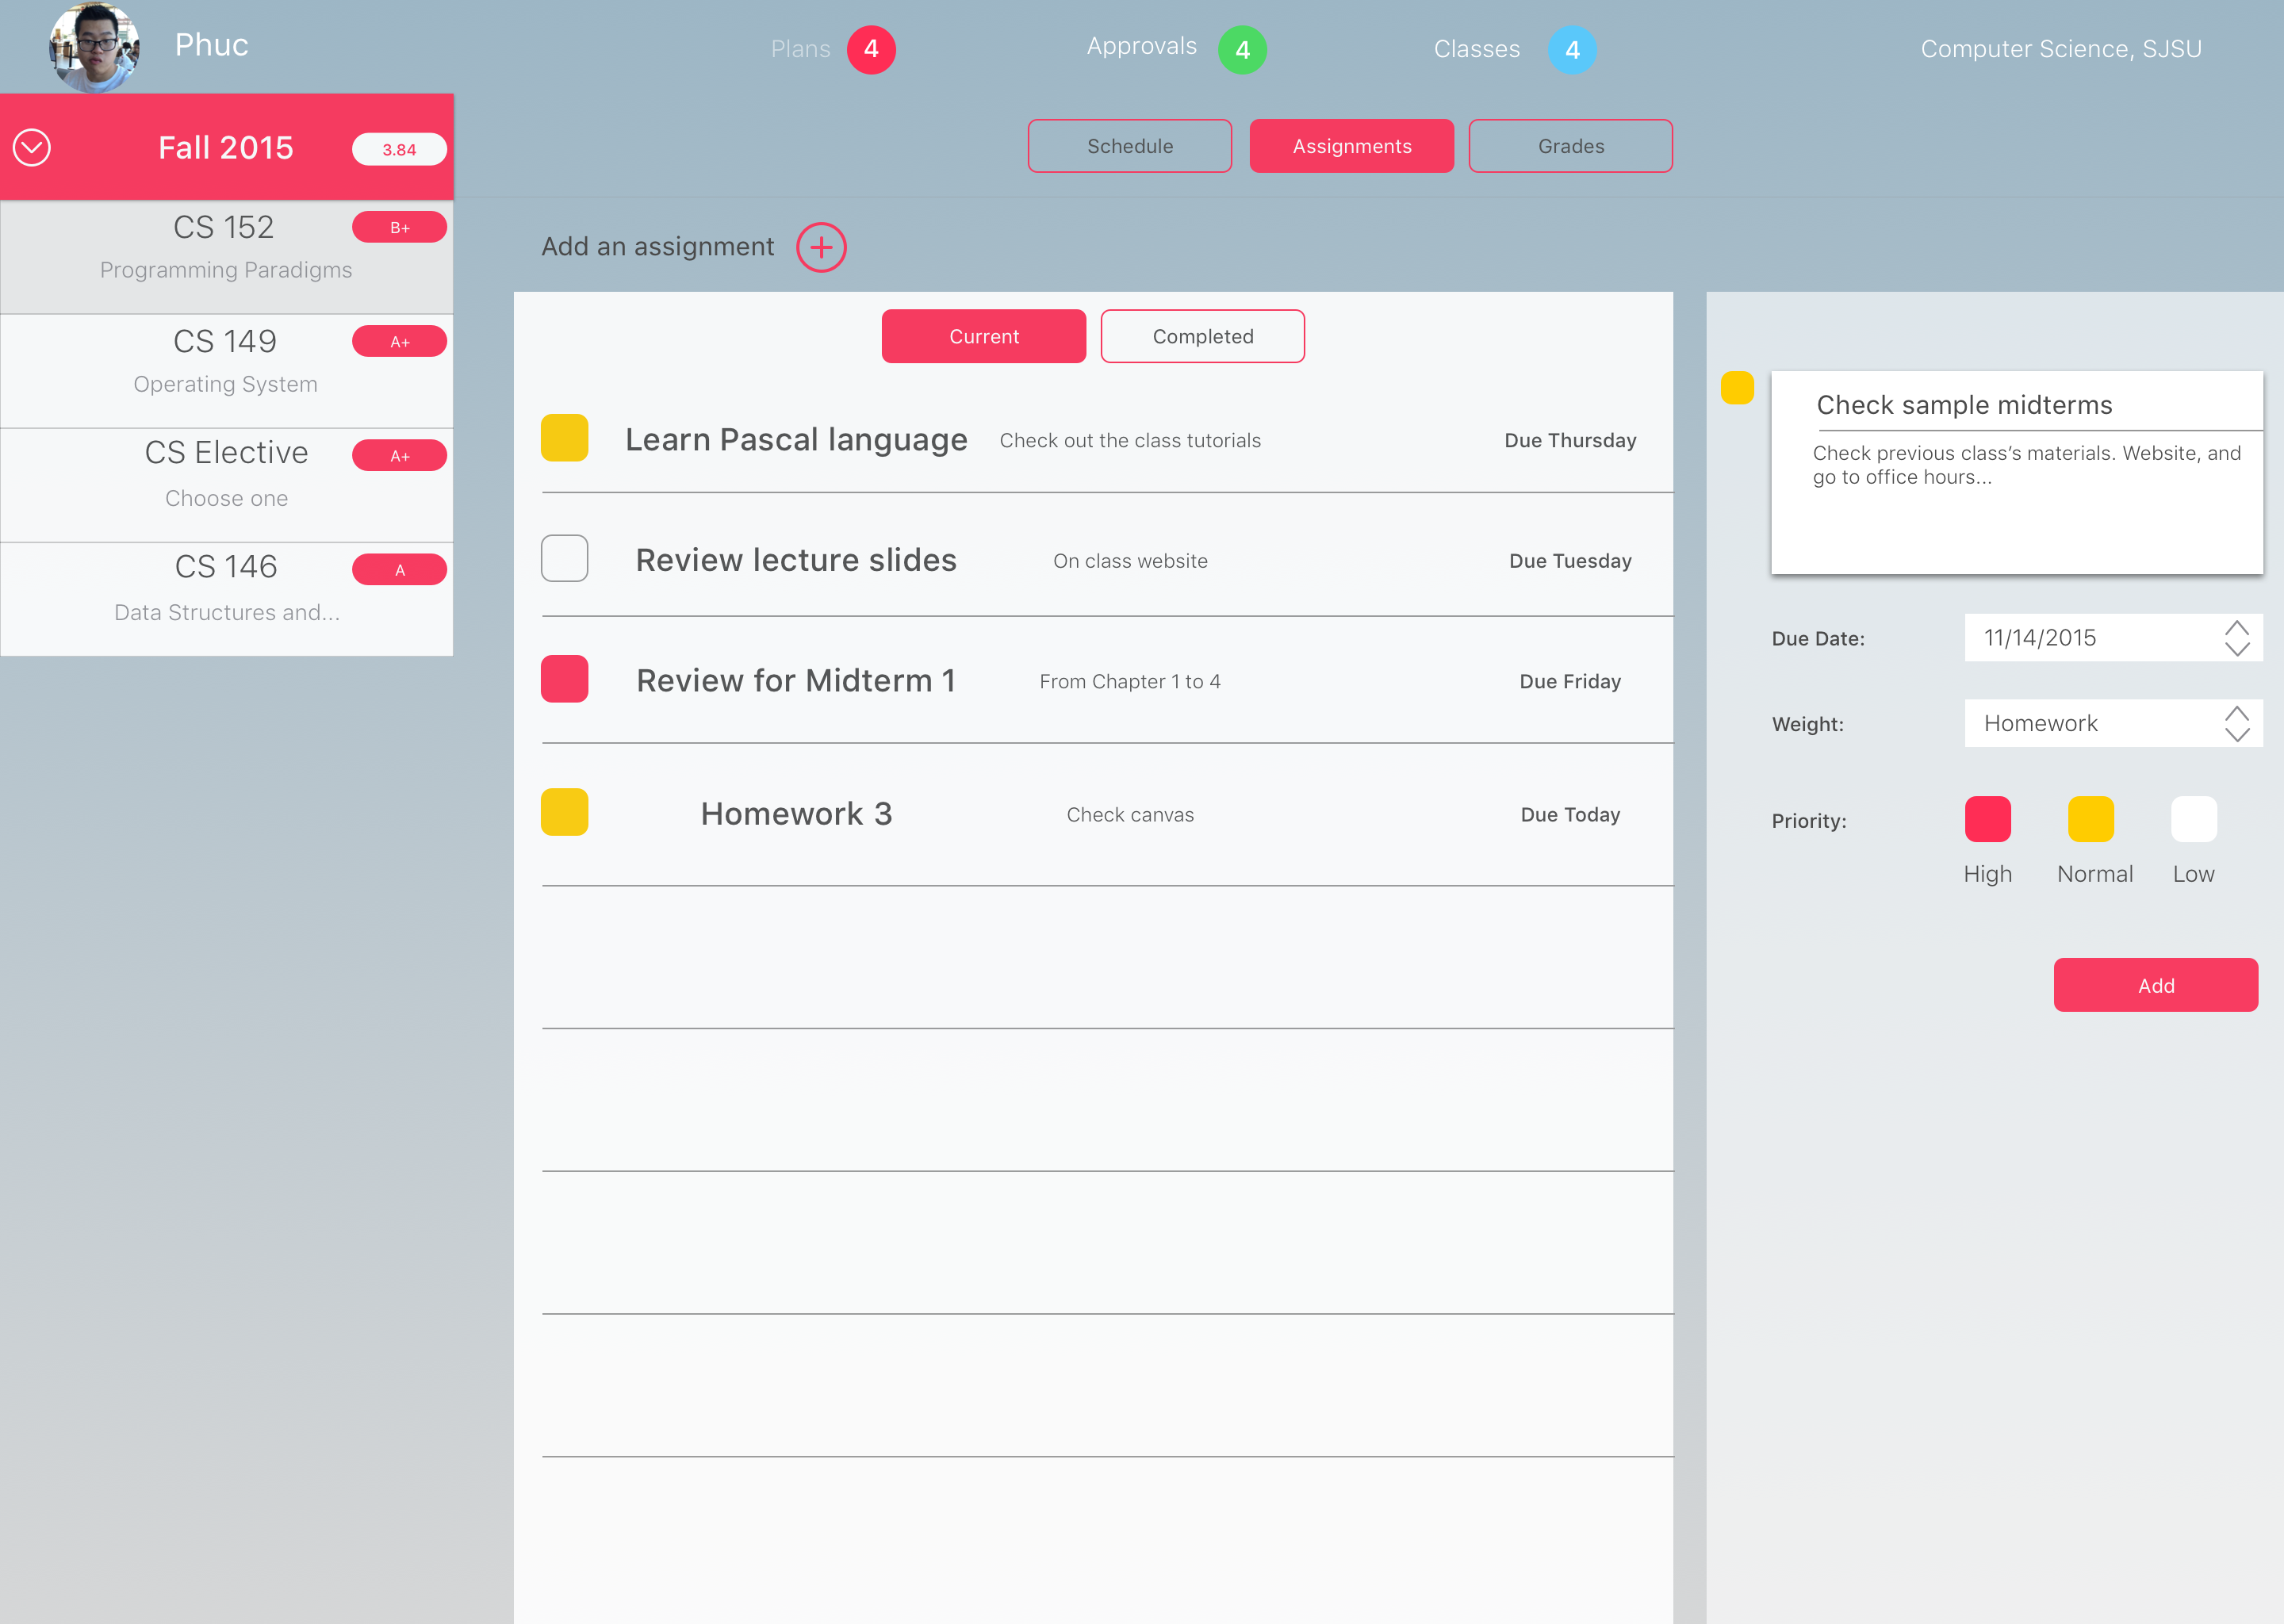 Phuc
Plans 4
Approvals 4
Classes 4
Computer Science, SJSU
Fall 2015 3.84
Schedule
Assignments
Grades
CS 152 B+
Programming Paradigms
CS 149 A+
Operating System
CS Elective A+
Choose one
CS 146 A
Data Structures and...
Add an assignment
Current
Completed
Learn Pascal language Check out the class tutorials Due Thursday
Review lecture slides On class website Due Tuesday
Review for Midterm 1 From Chapter 1 to 4 Due Friday
Homework 3 Check canvas Due Today
Check sample midterms
Check previous class’s materials. Website, and
go to office hours...
Due Date: 11/14/2015
Weight: Homework
Priority:
High Normal Low
Add